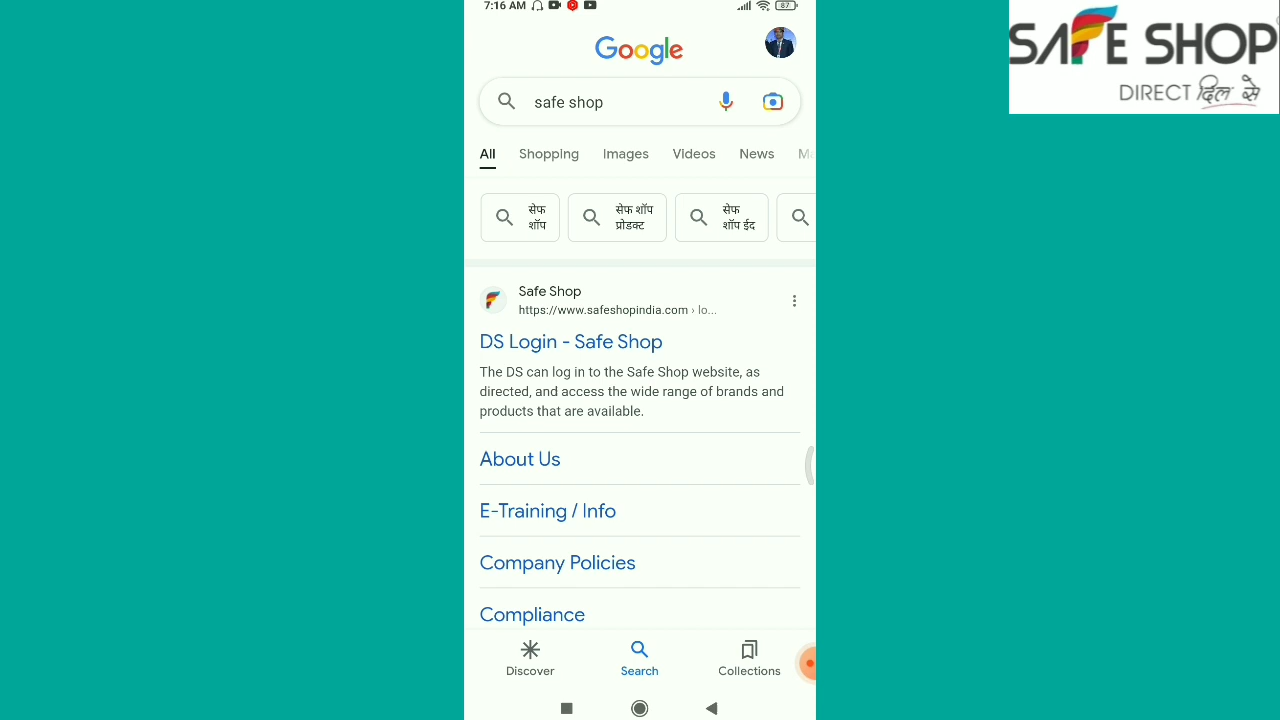 7:16 AM
87
Google
safe shop
All Shopping Images Videos News Ma
सेफ
शॉप
सेफ शॉप
प्रोडक्ट
सेफ
शॉप ईद
Safe Shop
https://www.safeshopindia.com › lo...
DS Login - Safe Shop
The DS can log in to the Safe Shop website, as
directed, and access the wide range of brands and
products that are available.
About Us
E-Training / Info
Company Policies
Compliance
Discover Search Collections
SAFE SHOP
DIRECT दिल से